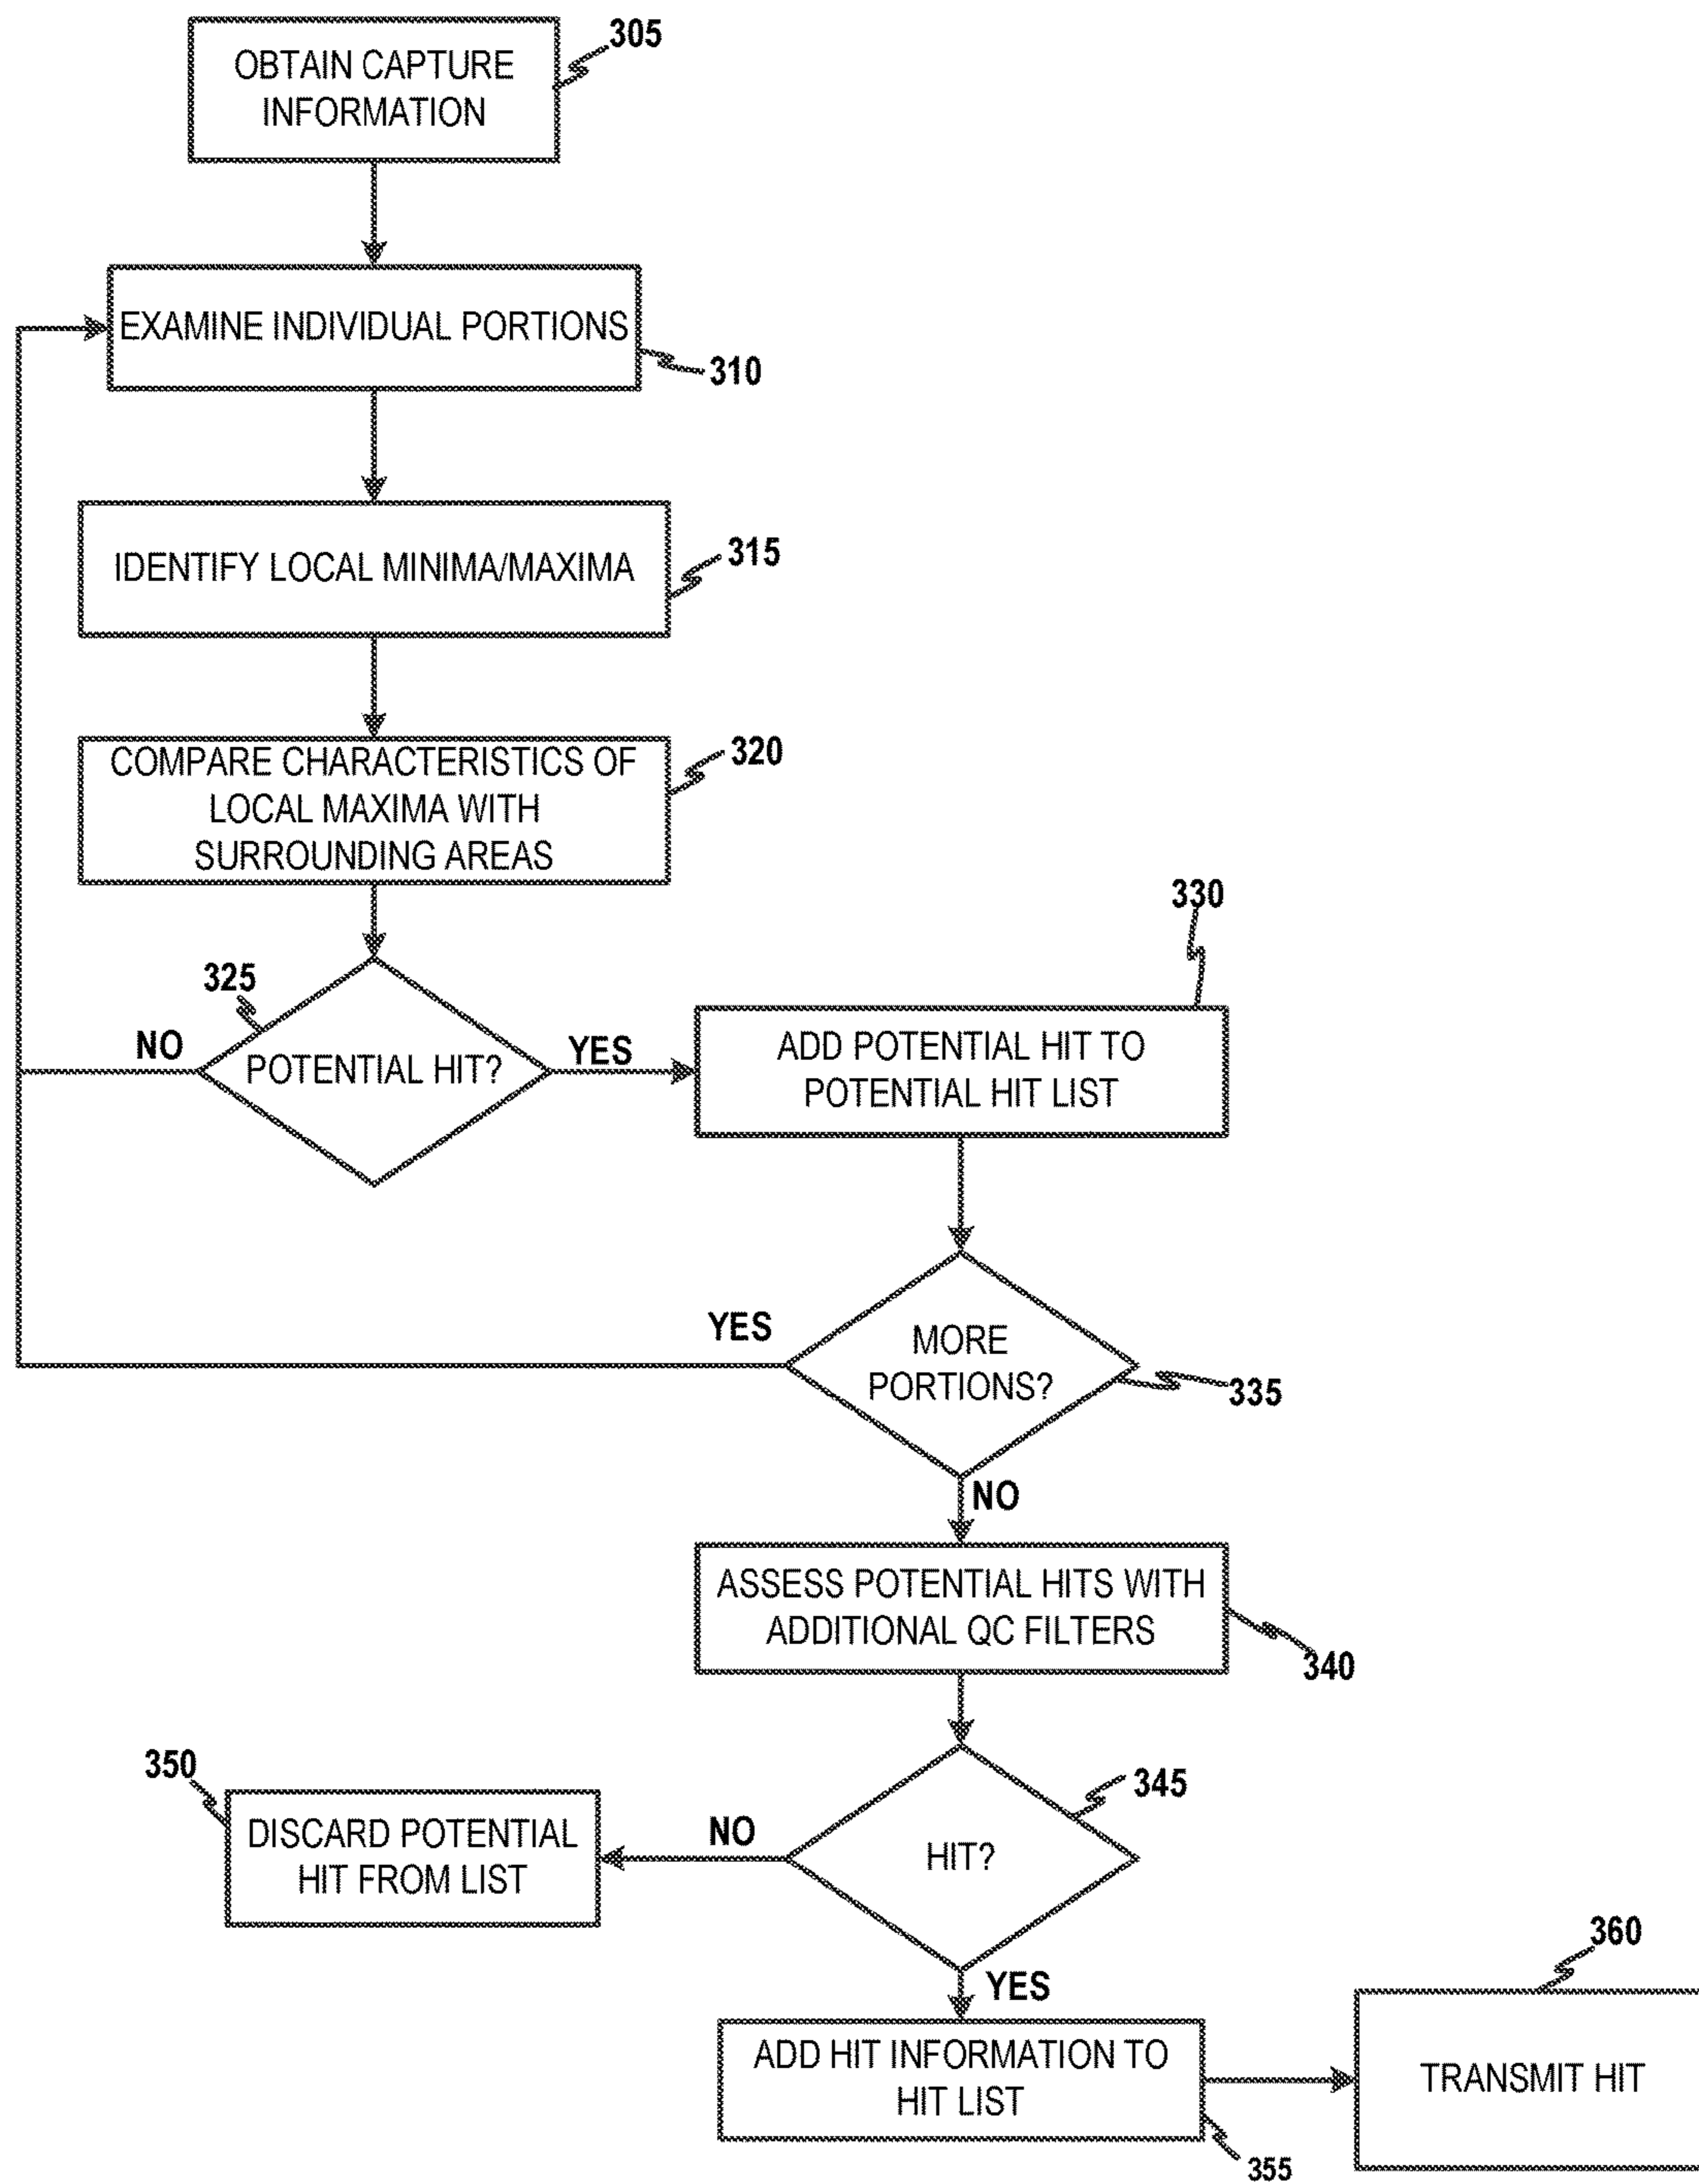 OBTAIN CAPTURE
INFORMATION
305
EXAMINE INDIVIDUAL PORTIONS
310
IDENTIFY LOCAL MINIMA/MAXIMA
315
COMPARE CHARACTERISTICS OF
LOCAL MAXIMA WITH
SURROUNDING AREAS
320
325
POTENTIAL HIT?
NO
YES
330
ADD POTENTIAL HIT TO
POTENTIAL HIT LIST
MORE
PORTIONS?
YES
335
NO
ASSESS POTENTIAL HITS WITH
ADDITIONAL QC FILTERS
340
345
HIT?
NO
350
DISCARD POTENTIAL
HIT FROM LIST
YES
ADD HIT INFORMATION TO
HIT LIST
355
360
TRANSMIT HIT